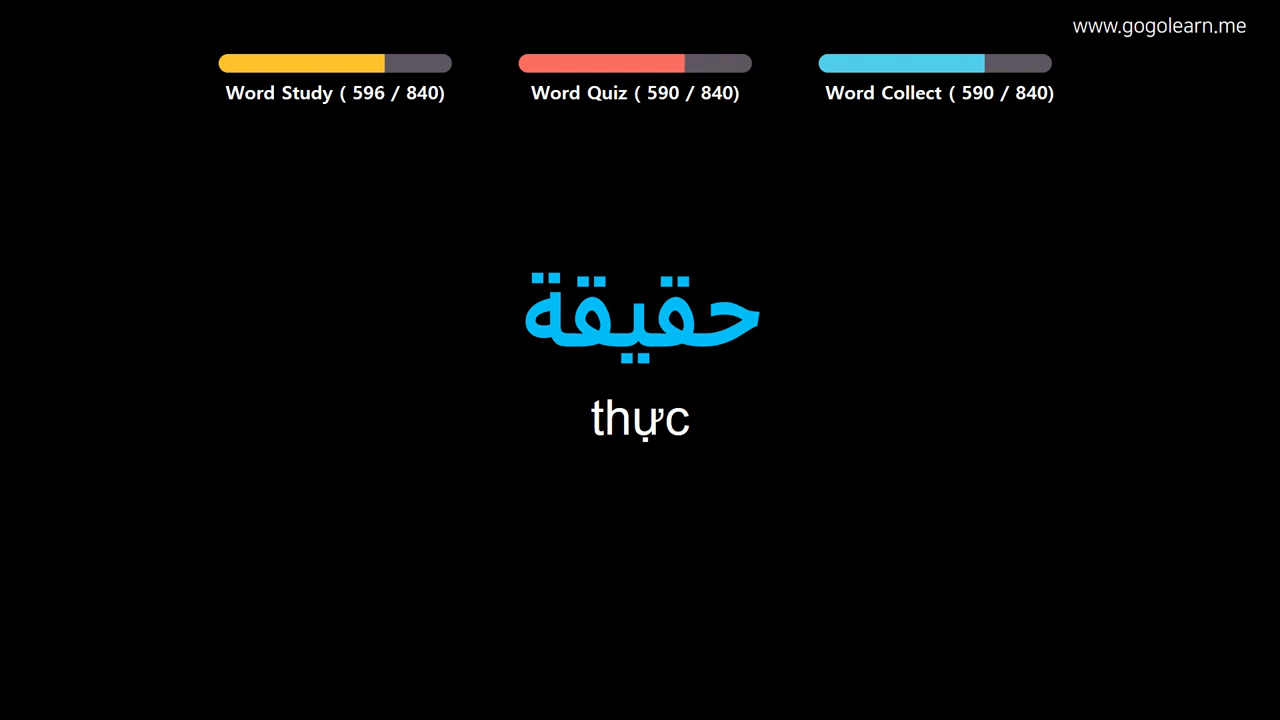 www.gogolearn.me
Word Study ( 596 / 840)
Word Quiz ( 590 / 840)
Word Collect ( 590 / 840)
حقيقة
thực